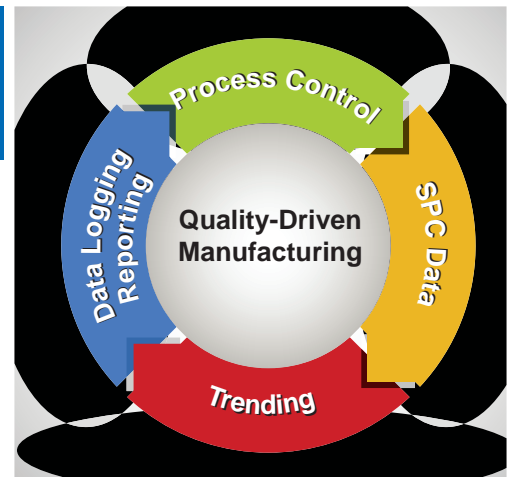 Process Control
SPC Data
Trending
Data Logging
Reporting
Quality-Driven
Manufacturing